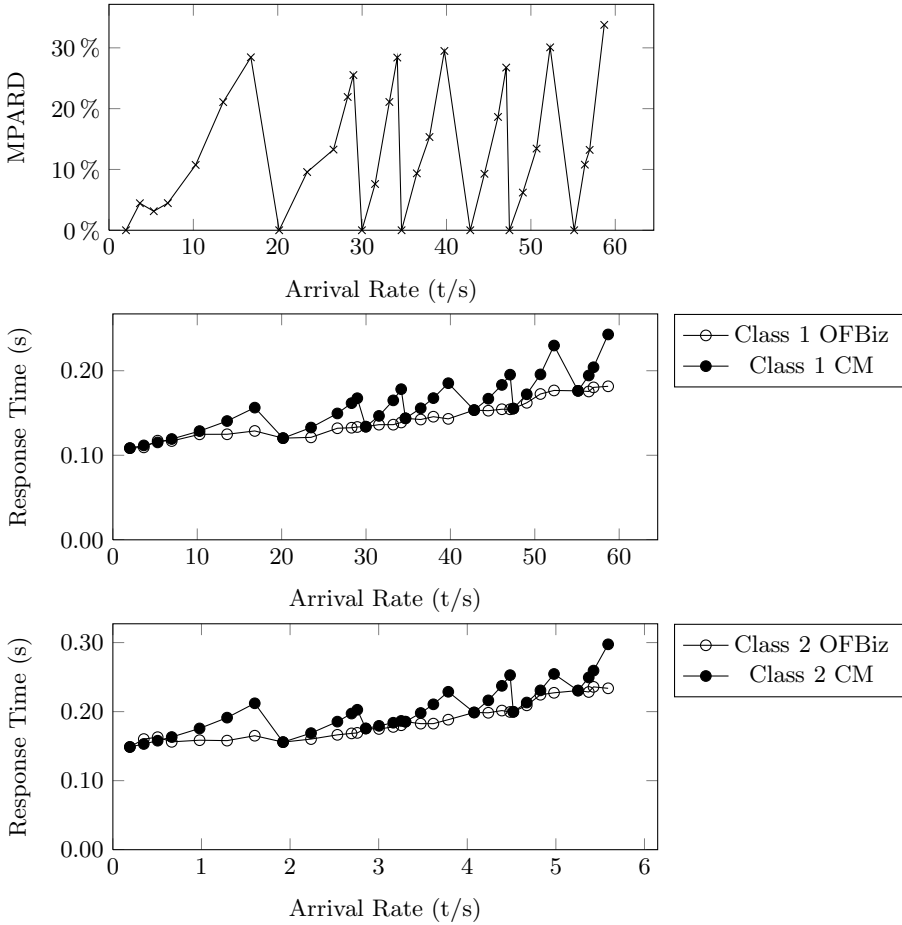 30 %
20 %
10 %
0 %
MPARD
0 10 20 30 40 50 60
Arrival Rate (t/s)
0.20
0.10
0.00
Response Time (s)
0 10 20 30 40 50 60
Arrival Rate (t/s)
Class 1 OFBiz
Class 1 CM
0.30
0.20
0.10
0.00
Response Time (s)
0 1 2 3 4 5 6
Arrival Rate (t/s)
Class 2 OFBiz
Class 2 CM